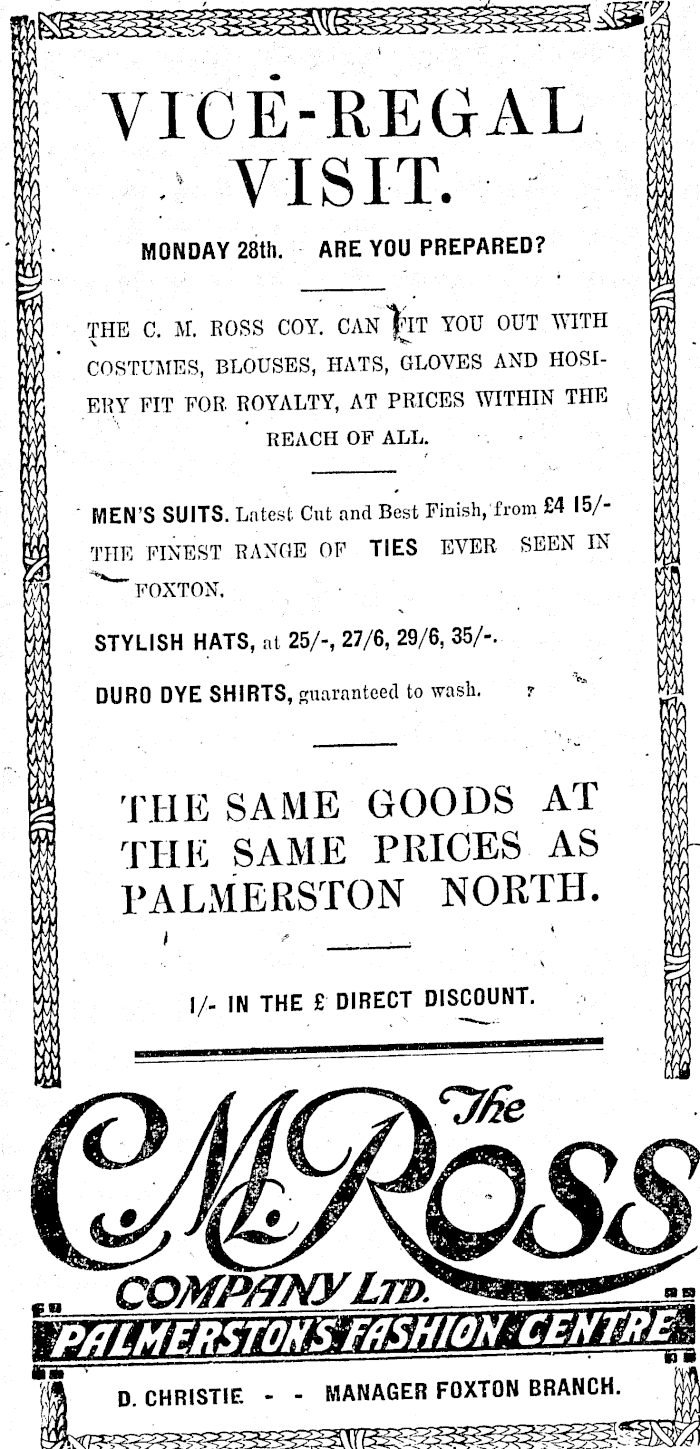 VICE-REGAL
VISIT.
MONDAY 28th. ARE YOU PREPARED?
THE C. M. ROSS COY. CAN FIT YOU OUT WITH
COSTUMES, BLOUSES, HATS, GLOVES AND HOSI-
ERY FIT FOR ROYALTY, AT PRICES WITHIN THE
REACH OF ALL.
MEN'S SUITS. Latest Cut and Best Finish, from £4 15/-
THE FINEST RANGE OF TIES EVER SEEN IN
FOXTON.
STYLISH HATS, at 25/-, 27/6, 29/6, 35/-.
DURO DYE SHIRTS, guaranteed to wash.
THE SAME GOODS AT
THE SAME PRICES AS
PALMERSTON NORTH.
1/- IN THE £ DIRECT DISCOUNT.
The
C.M. ROSS
COMPANY LTD.
PALMERSTON'S FASHION CENTRE
D. CHRISTIE - - MANAGER FOXTON BRANCH.